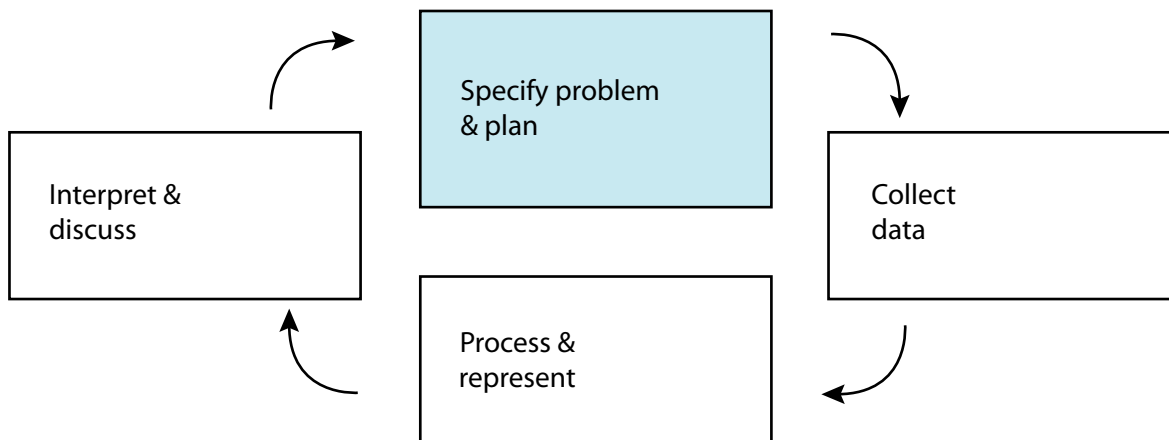 Specify problem
& plan
Interpret &
discuss
Collect
data
Process &
represent